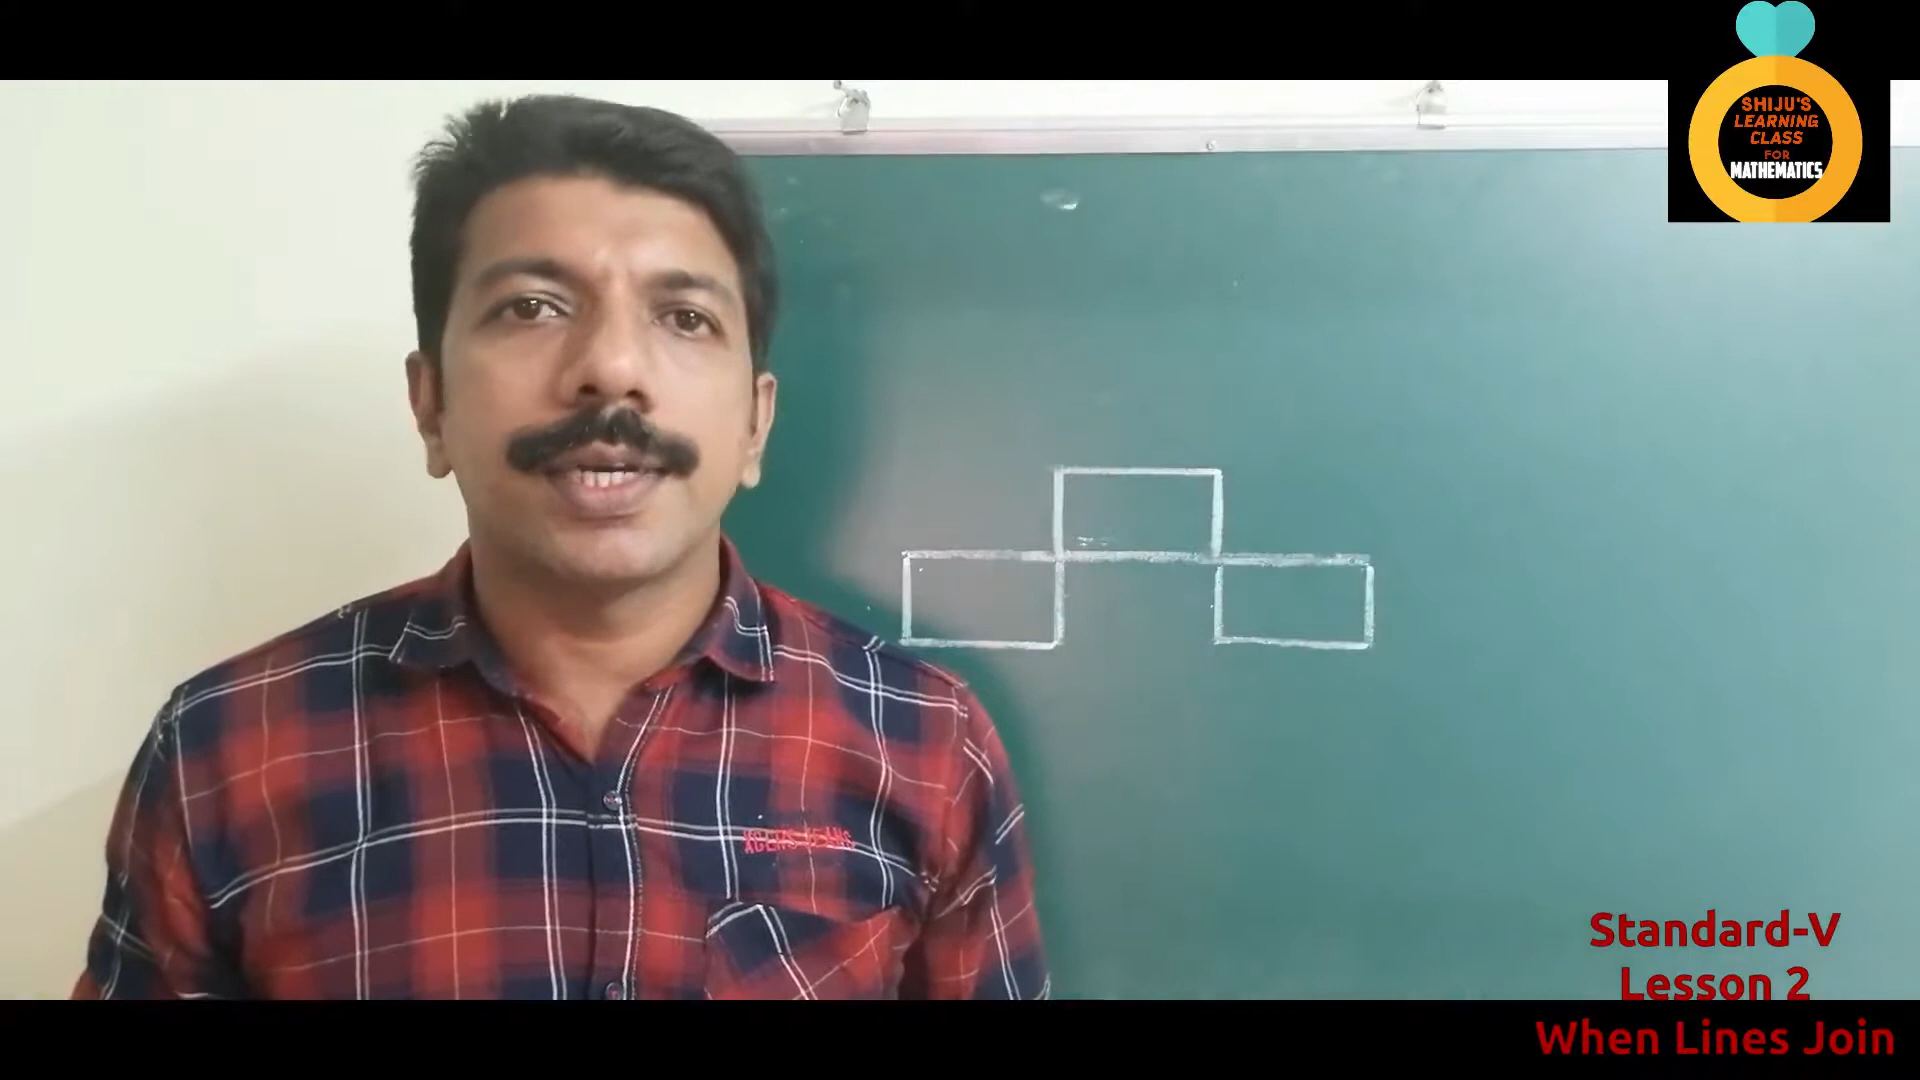 SHIJU'S
LEARNING
CLASS
FOR
MATHEMATICS
Standard-V
Lesson 2
When Lines Join